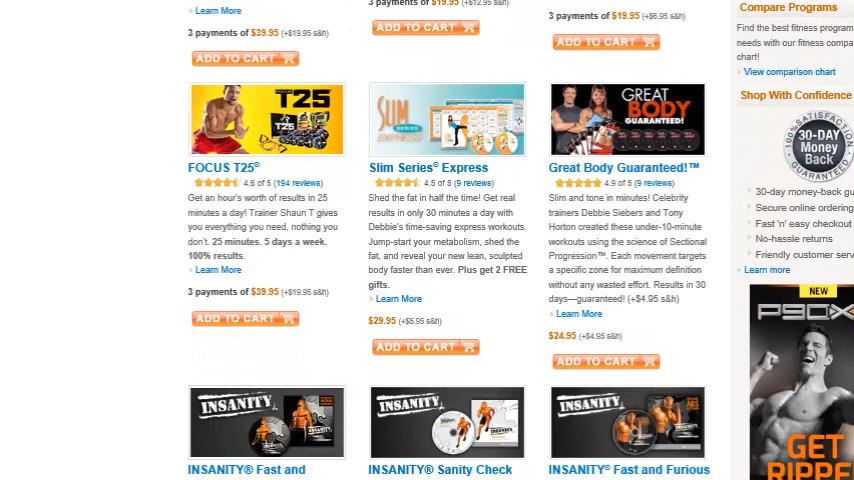 Learn More
3 payments of $39.95 (+$19.95 s&h)
ADD TO CART
3 payments of $19.95 (+$12.95 s&h)
ADD TO CART
3 payments of $19.95 (+$6.95 s&h)
ADD TO CART
T25
FOCUS T25®
4.6 of 5 (194 reviews)
Get an hour's worth of results in 25
minutes a day! Trainer Shaun T gives
you everything you need, nothing you
don't. 25 minutes. 5 days a week.
100% results.
Learn More
3 payments of $39.95 (+$19.95 s&h)
ADD TO CART
SLIM
SERIES
EXPRESS
Slim Series® Express
4.5 of 5 (9 reviews)
Shed the fat in half the time! Get real
results in only 30 minutes a day with
Debbie's time-saving express workouts.
Jump-start your metabolism, shed the
fat, and reveal your new lean, sculpted
body faster than ever. Plus get 2 FREE
gifts.
Learn More
$29.95 (+$5.95 s&h)
ADD TO CART
GREAT
BODY
GUARANTEED!
Great Body Guaranteed!™
4.9 of 5 (9 reviews)
Slim and tone in minutes! Celebrity
trainers Debbie Siebers and Tony
Horton created these under-10-minute
workouts using the science of Sectional
Progression™. Each movement targets
a specific zone for maximum definition
without any wasted effort. Results in 30
days—guaranteed! (+$4.95 s&h)
Learn More
$24.95 (+$4.95 s&h)
ADD TO CART
INSANITY
INSANITY® Fast and
INSANITY
INSANITY® Sanity Check
INSANITY
INSANITY® Fast and Furious
Compare Programs
Find the best fitness program
needs with our fitness compa
chart!
View comparison chart
Shop With Confidence
100% SATISFACTION
30-DAY
Money
Back
GUARANTEE
30-day money-back gu
Secure online ordering
Fast 'n' easy checkout
No-hassle returns
Friendly customer serv
Learn more
NEW
P90X
GET
RIPPE